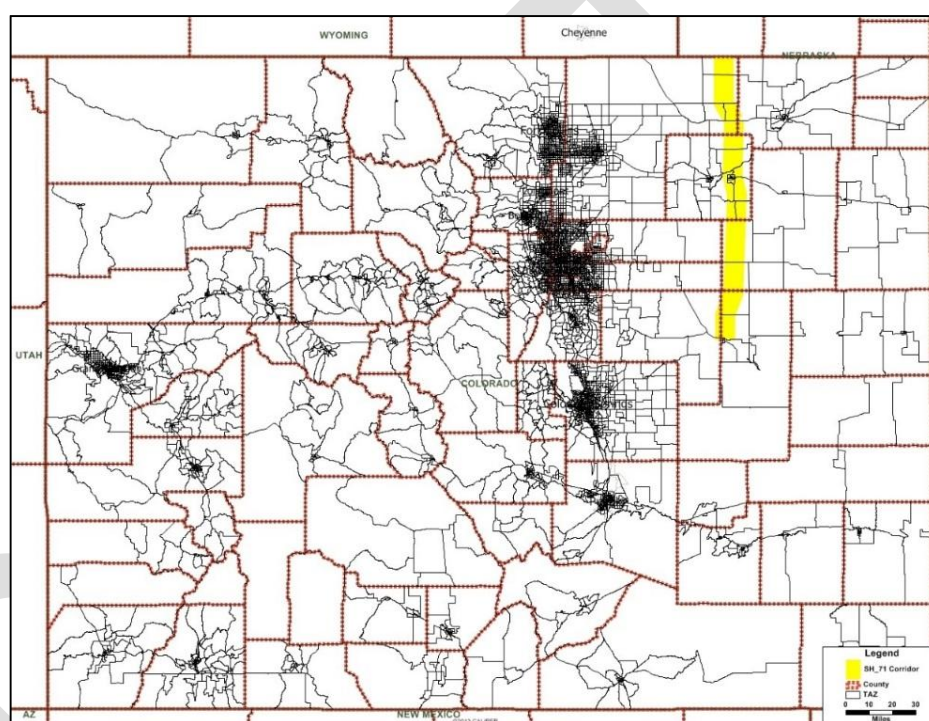 WYOMING
Cheyenne
NEBRASKA
UTAH
COLORADO
AZ
NEW MEXICO
Legend
SH_71 Corridor
County
TAZ
0 10 20 30
Miles